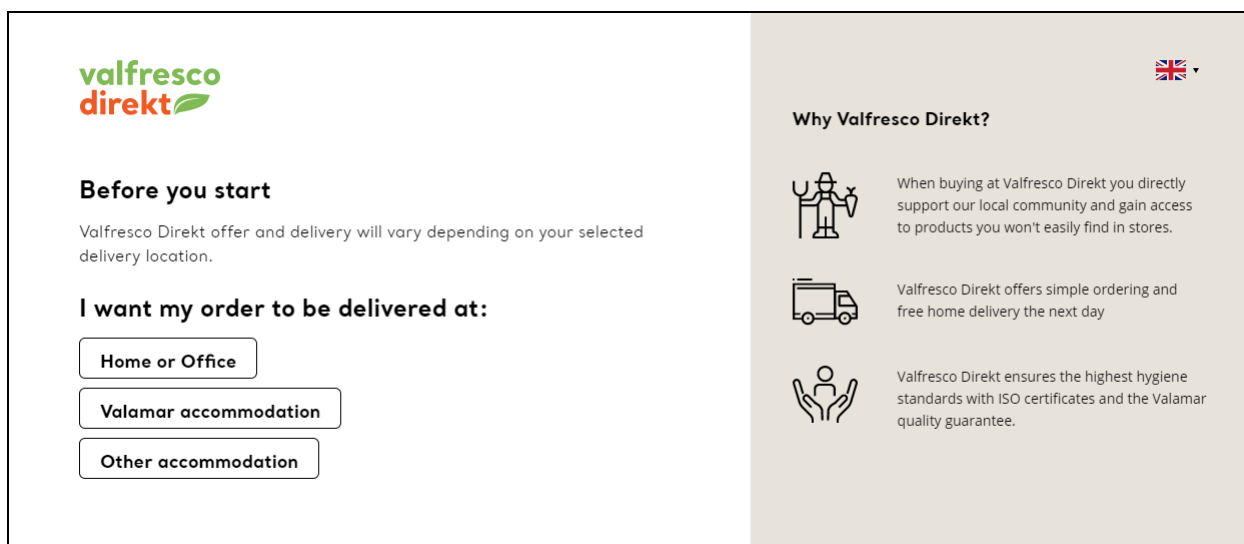 valfresco
direkt
Before you start
Valfresco Direkt offer and delivery will vary depending on your selected
delivery location.
I want my order to be delivered at:
Home or Office
Valamar accommodation
Other accommodation
Why Valfresco Direkt?
When buying at Valfresco Direkt you directly
support our local community and gain access
to products you won't easily find in stores.
Valfresco Direkt offers simple ordering and
free home delivery the next day
Valfresco Direkt ensures the highest hygiene
standards with ISO certificates and the Valamar
quality guarantee.